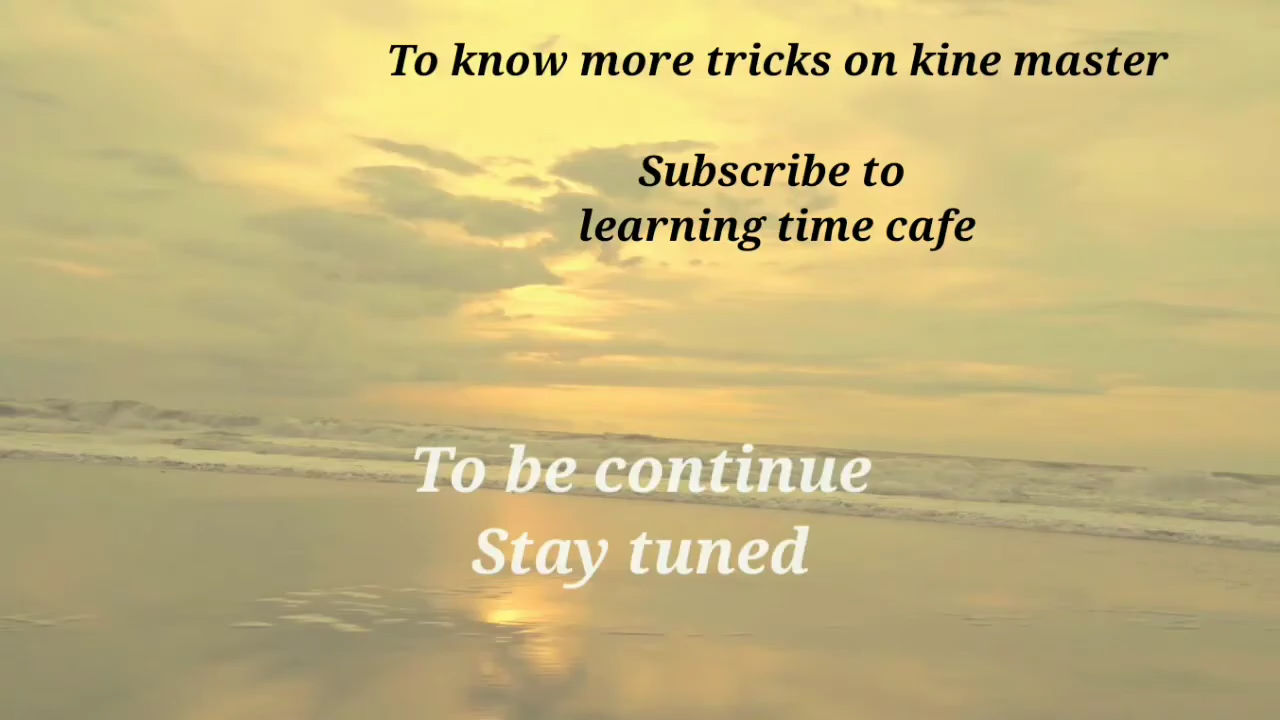 To know more tricks on kine master
Subscribe to
learning time cafe
To be continue
Stay tuned